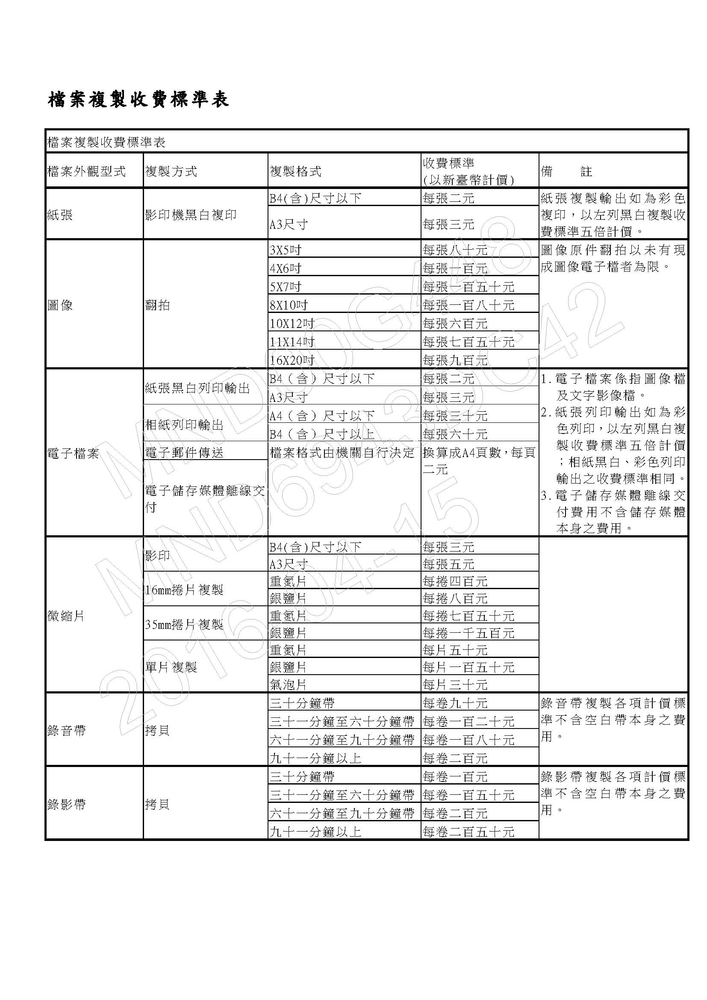 檔案複製收費標準表
檔案複製收費標準表
檔案外觀型式 複製方式 複製格式 收費標準
(以新臺幣計價) 備 註
紙張 影印機黑白複印 B4(含)尺寸以下 每張二元
A3尺寸 每張三元
紙張複製輸出如為彩色
複印，以左列黑白複製收
費標準五倍計價。
圖像 翻拍 3X5吋 每張八十元
4X6吋 每張一百元
5X7吋 每張一百五十元
8X10吋 每張一百八十元
10X12吋 每張六百元
11X14吋 每張七百五十元
16X20吋 每張九百元
圖像原件翻拍以未有現
成圖像電子檔者為限。
電子檔案 紙張黑白列印輸出 B4（含）尺寸以下 每張二元
A3尺寸 每張三元
相紙列印輸出 A4（含）尺寸以下 每張三十元
B4（含）尺寸以上 每張六十元
電子郵件傳送 檔案格式由機關自行決定 換算成A4頁數，每頁
二元
電子儲存媒體離線交
付
1.電子檔案係指圖像檔
及文字影像檔。
2.紙張列印輸出如為彩
色列印，以左列黑白複
製收費標準五倍計價
；相紙黑白、彩色列印
輸出之收費標準相同。
3.電子儲存媒體離線交
付費用不含儲存媒體
本身之費用。
微縮片 影印 B4(含)尺寸以下 每張三元
A3尺寸 每張五元
16mm捲片複製 重氮片 每捲四百元
銀鹽片 每捲八百元
35mm捲片複製 重氮片 每捲七百五十元
銀鹽片 每捲一千五百元
單片複製 重氮片 每片五十元
銀鹽片 每片一百五十元
氣泡片 每片三十元
錄音帶 拷貝 三十分鐘帶 每卷九十元
三十一分鐘至六十分鐘帶 每卷一百二十元
六十一分鐘至九十分鐘帶 每卷一百八十元
九十一分鐘以上 每卷二百元
錄音帶複製各項計價標
準不含空白帶本身之費
用。
錄影帶 拷貝 三十分鐘帶 每卷一百元
三十一分鐘至六十分鐘帶 每卷一百五十元
六十一分鐘至九十分鐘帶 每卷二百元
九十一分鐘以上 每卷二百五十元
錄影帶複製各項計價標
準不含空白帶本身之費
用。
MND00G448
MND6943DC42
2016-04-15